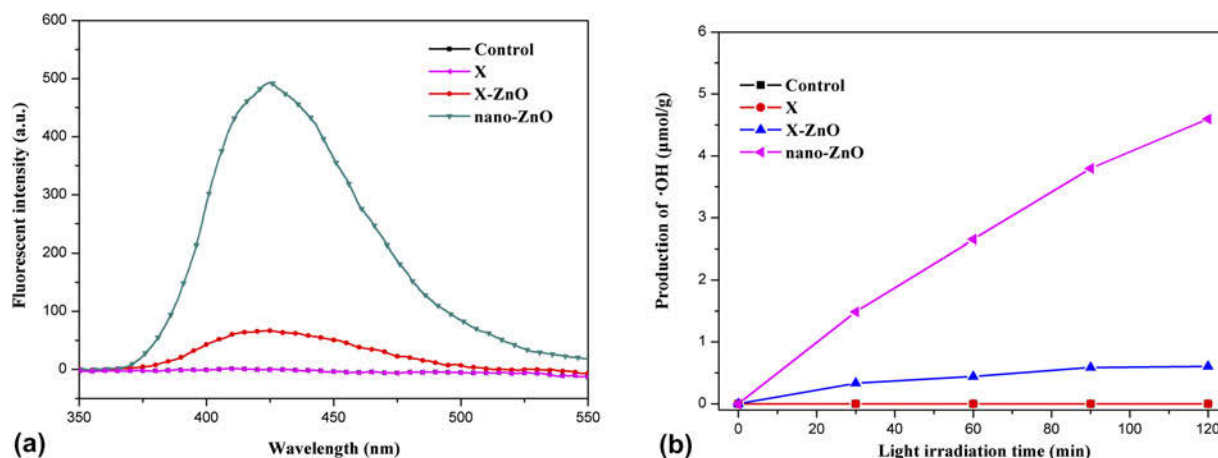 600
500
400
300
200
100
0
350
400
450
500
550
Fluorescent intensity (a.u.)
Wavelength (nm)
Control
X
X-ZnO
nano-ZnO
(a)
6
5
4
3
2
1
0
0
20
40
60
80
100
120
Production of ·OH (μmol/g)
Light irradiation time (min)
Control
X
X-ZnO
nano-ZnO
(b)